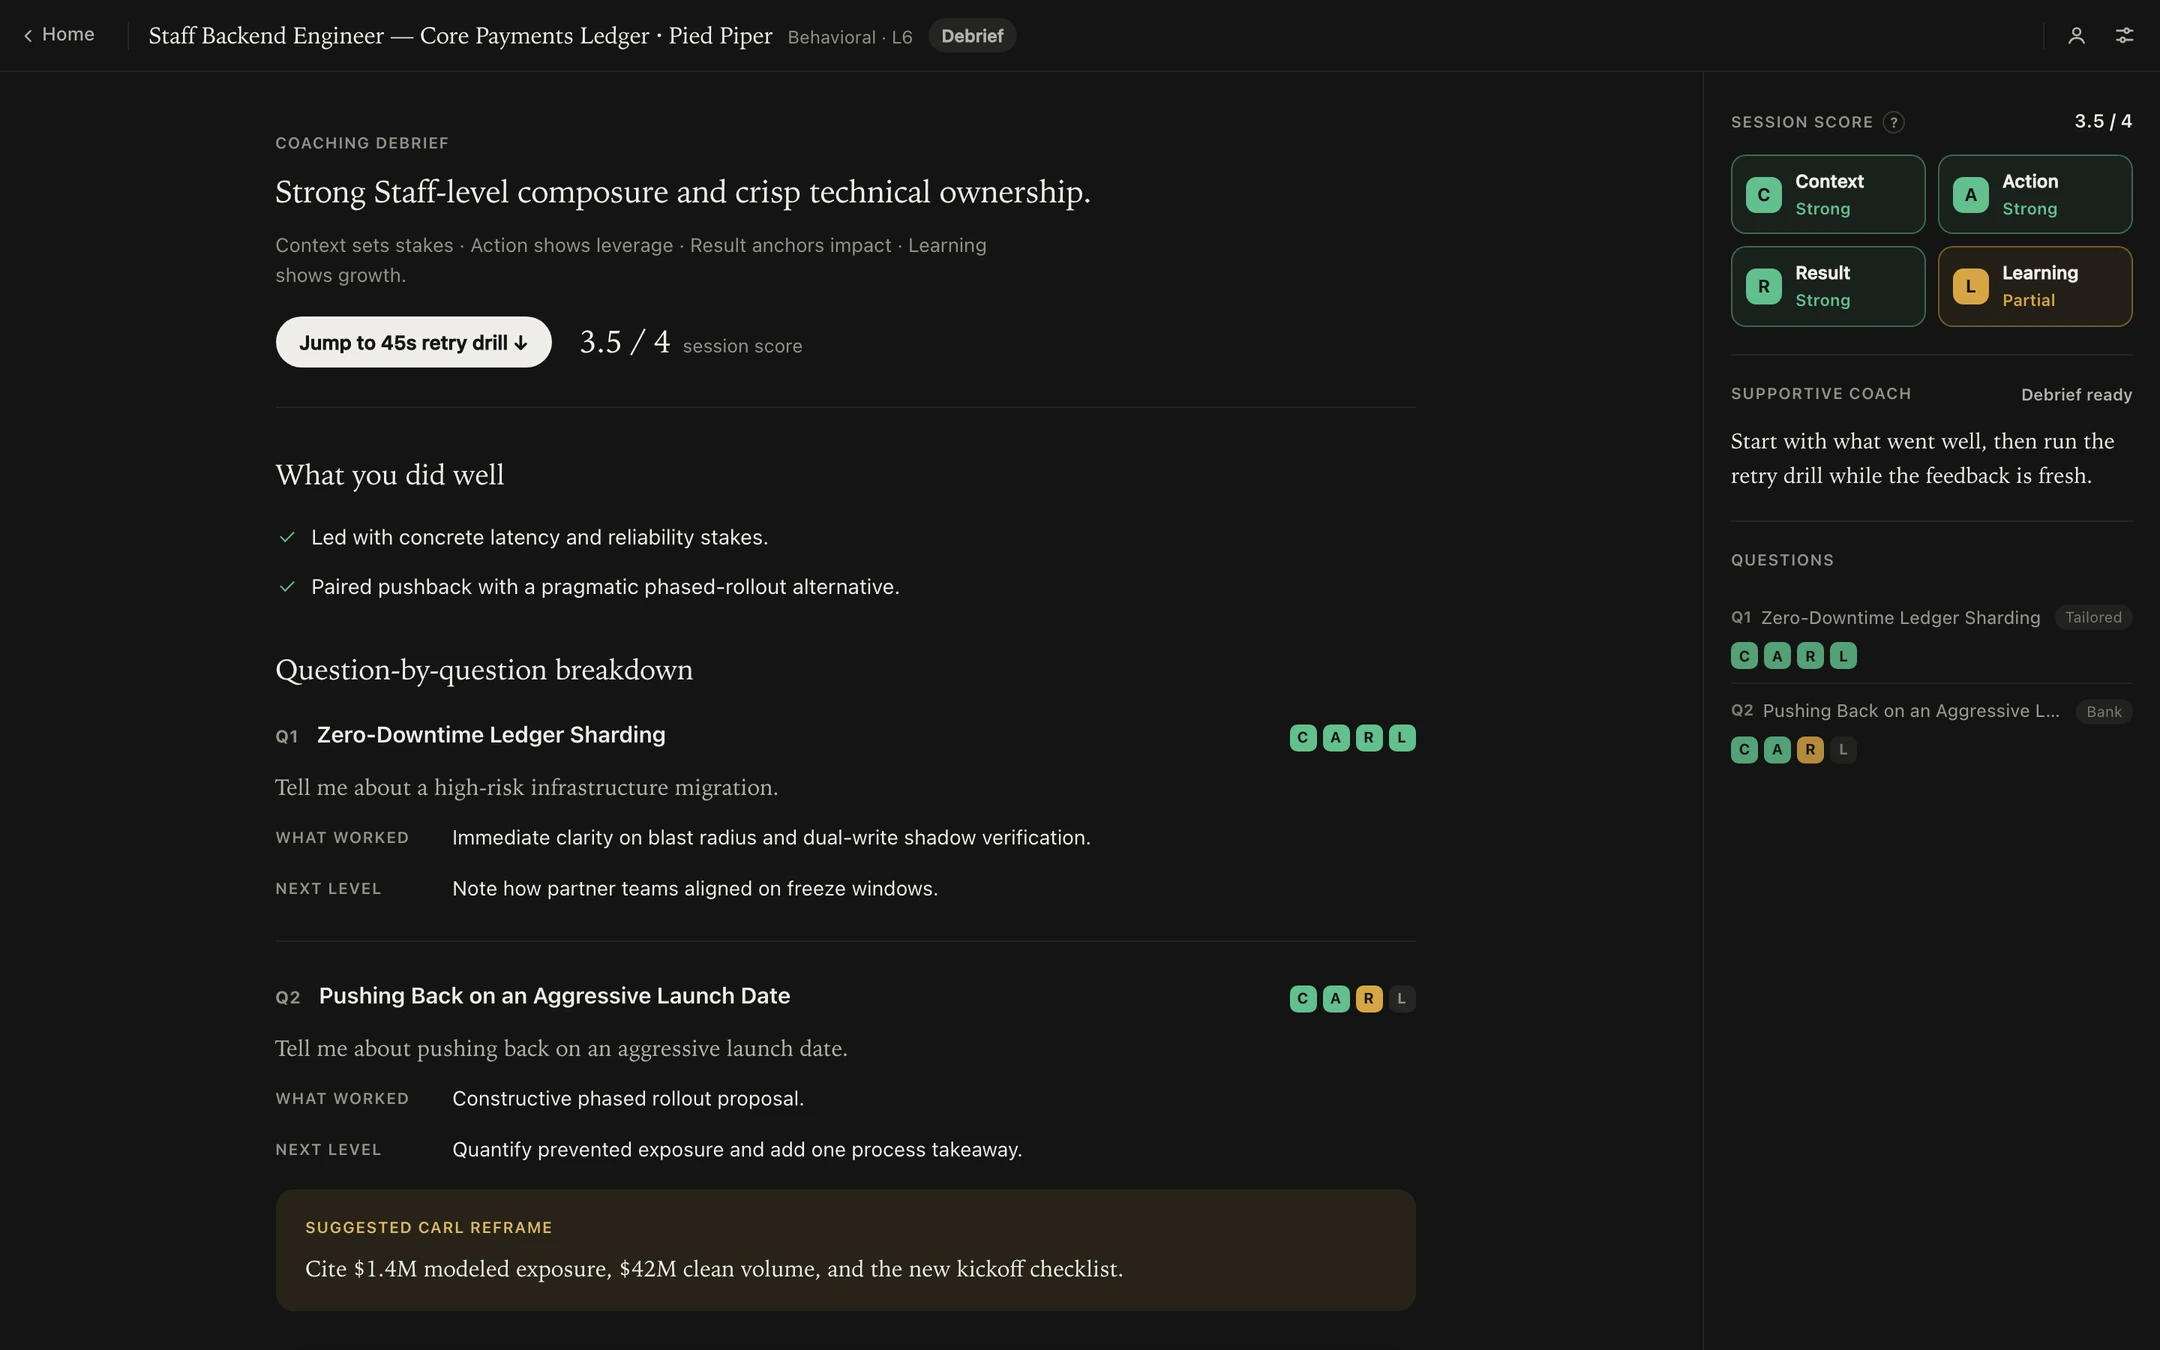 Home
Staff Backend Engineer — Core Payments Ledger · Pied Piper
Behavioral · L6
Debrief
COACHING DEBRIEF
Strong Staff-level composure and crisp technical ownership.
Context sets stakes · Action shows leverage · Result anchors impact · Learning
shows growth.
Jump to 45s retry drill ↓
3.5 / 4 session score
What you did well
Led with concrete latency and reliability stakes.
Paired pushback with a pragmatic phased-rollout alternative.
Question-by-question breakdown
Q1 Zero-Downtime Ledger Sharding
C A R L
Tell me about a high-risk infrastructure migration.
WHAT WORKED Immediate clarity on blast radius and dual-write shadow verification.
NEXT LEVEL Note how partner teams aligned on freeze windows.
Q2 Pushing Back on an Aggressive Launch Date
C A R L
Tell me about pushing back on an aggressive launch date.
WHAT WORKED Constructive phased rollout proposal.
NEXT LEVEL Quantify prevented exposure and add one process takeaway.
SUGGESTED CARL REFRAME
Cite $1.4M modeled exposure, $42M clean volume, and the new kickoff checklist.
SESSION SCORE ? 3.5 / 4
C Context
Strong
A Action
Strong
R Result
Strong
L Learning
Partial
SUPPORTIVE COACH Debrief ready
Start with what went well, then run the
retry drill while the feedback is fresh.
QUESTIONS
Q1 Zero-Downtime Ledger Sharding Tailored
C A R L
Q2 Pushing Back on an Aggressive L... Bank
C A R L